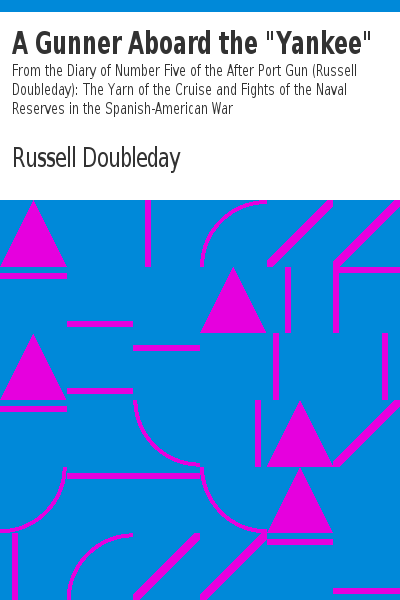 A Gunner Aboard the "Yankee"
From the Diary of Number Five of the After Port Gun (Russell
Doubleday): The Yarn of the Cruise and Fights of the Naval
Reserves in the Spanish-American War
Russell Doubleday